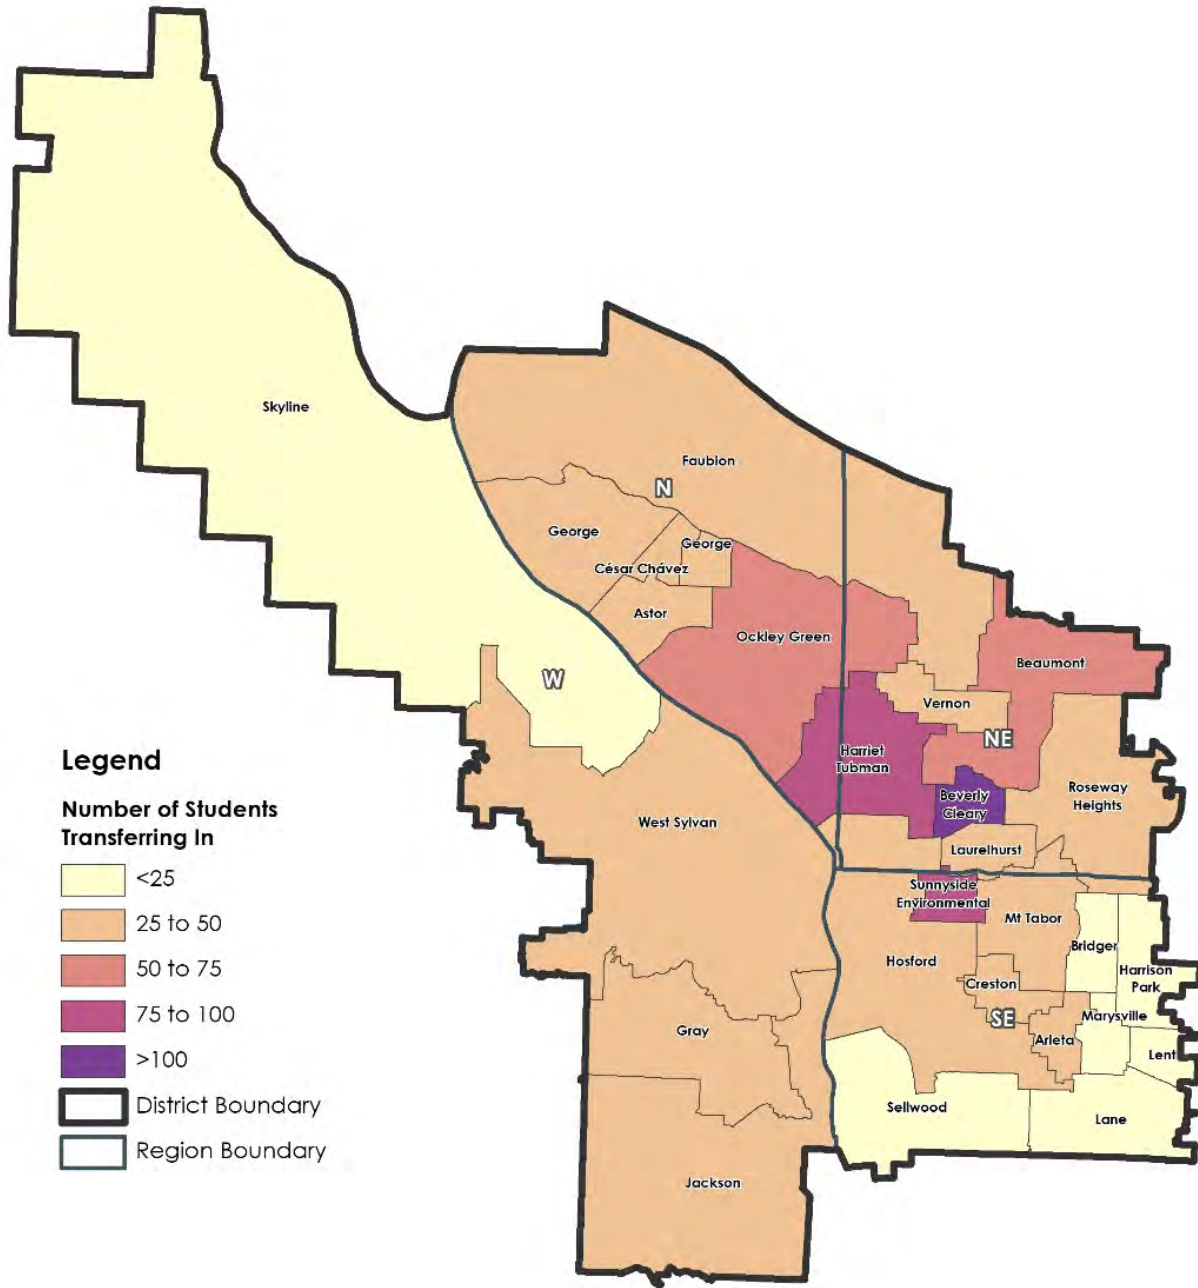 Skyline
Faubion
N
George
George
César Chávez
Astor
Ockley Green
Beaumont
W
Vernon
NE
Harriet
Tubman
Roseway
Heights
Beverly
Cleary
West Sylvan
Laurelhurst
Sunnyside
Environmental
Mt Tabor
Bridger
Hosford
Harrison
Park
Creston
SE
Marysville
Gray
Arleta
Lent
Sellwood
Lane
Jackson
Legend
Number of Students
Transferring In
<25
25 to 50
50 to 75
75 to 100
>100
District Boundary
Region Boundary